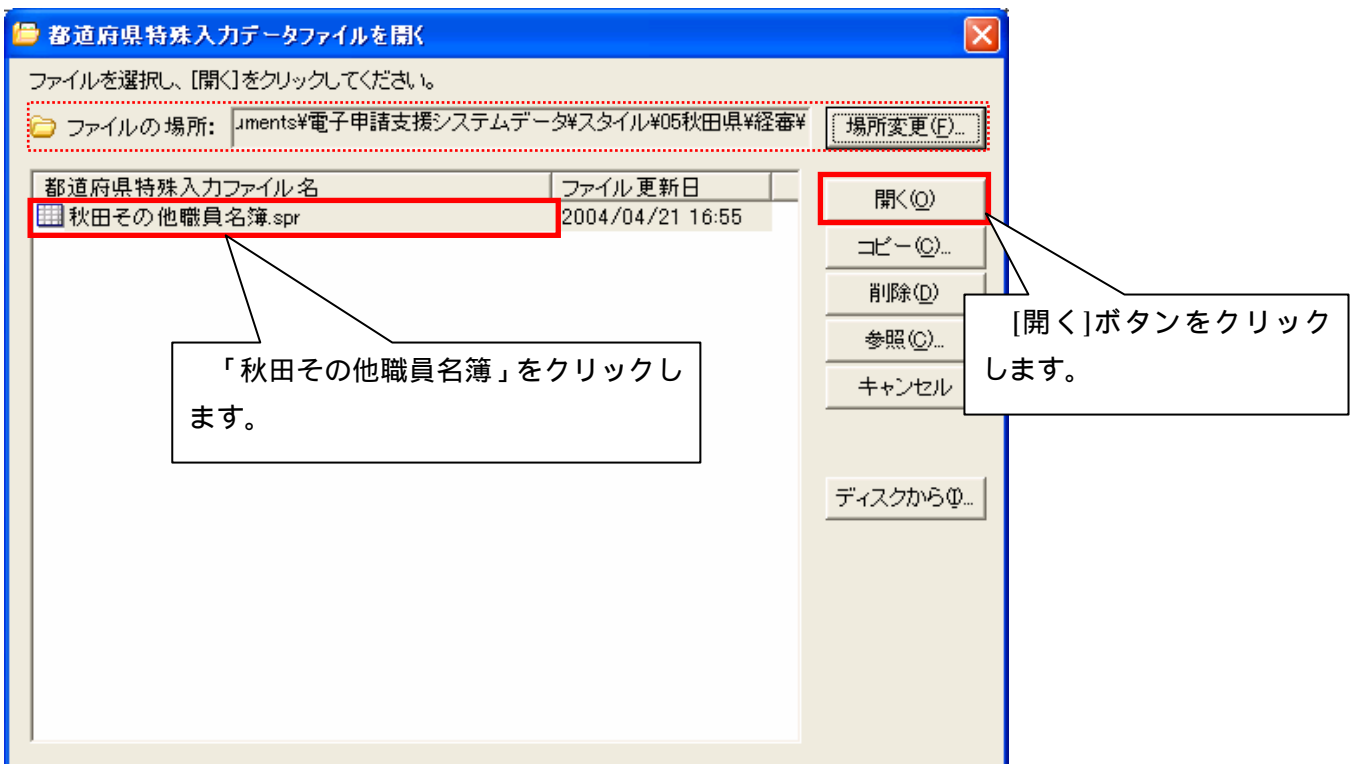 都道府県特殊入力データファイルを開く
ファイルを選択し、[開く]をクリックしてください。
ファイルの場所: uments¥電子申請支援システムデータ¥スタイル¥05秋田県¥経審¥ 場所変更(F)...
都道府県特殊入力ファイル名 ファイル更新日
秋田その他職員名簿.spr 2004/04/21 16:55
開く(O)
コピー(C)...
削除(D)
参照(C)...
キャンセル
ディスクから(I)...
「秋田その他職員名簿」をクリックし
ます。
[開く]ボタンをクリック
します。